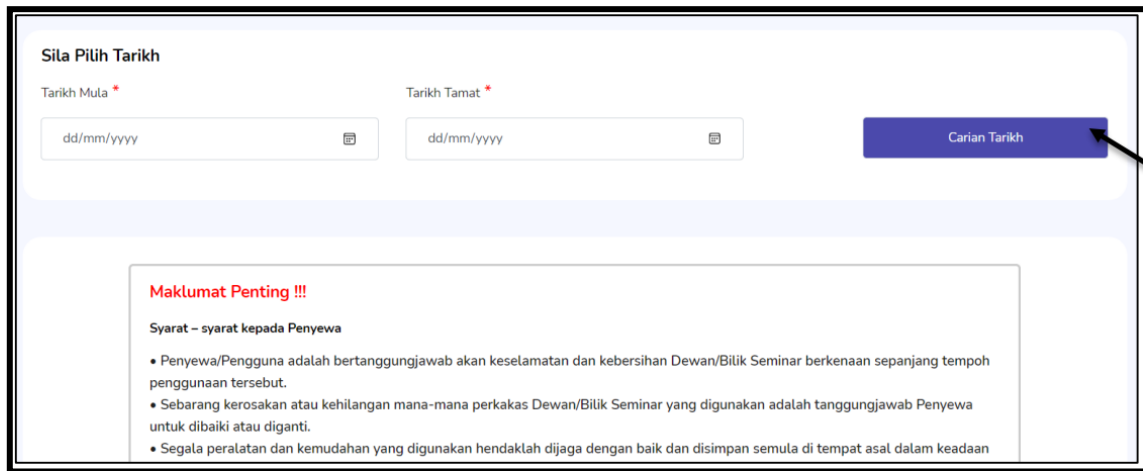 Sila Pilih Tarikh
Tarikh Mula * Tarikh Tamat *
dd/mm/yyyy dd/mm/yyyy Carian Tarikh
Maklumat Penting !!!
Syarat – syarat kepada Penyewa
• Penyewa/Pengguna adalah bertanggungjawab akan keselamatan dan kebersihan Dewan/Bilik Seminar berkenaan sepanjang tempoh
penggunaan tersebut.
• Sebarang kerosakan atau kehilangan mana-mana perkakas Dewan/Bilik Seminar yang digunakan adalah tanggungjawab Penyewa
untuk dibaiki atau diganti.
• Segala peralatan dan kemudahan yang digunakan hendaklah dijaga dengan baik dan disimpan semula di tempat asal dalam keadaan